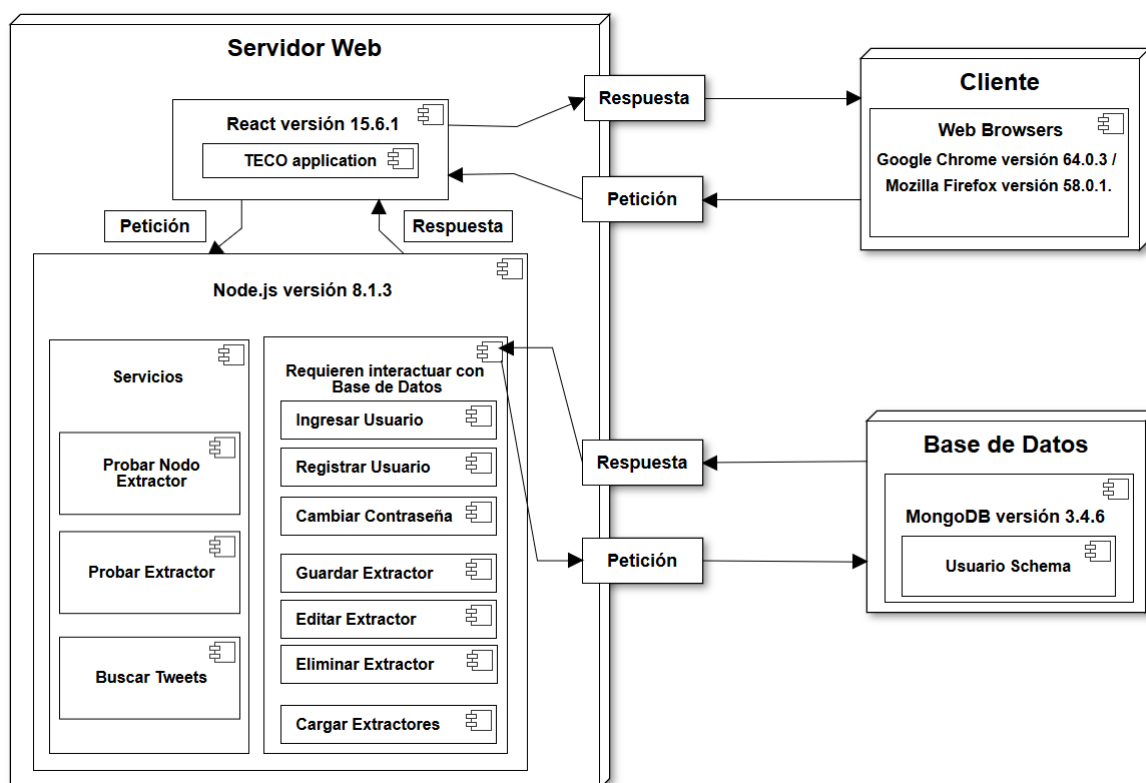 Servidor Web
React versión 15.6.1
TECO application
Petición
Respuesta
Node.js versión 8.1.3
Servicios
Probar Nodo
Extractor
Probar Extractor
Buscar Tweets
Requieren interactuar con
Base de Datos
Ingresar Usuario
Registrar Usuario
Cambiar Contraseña
Guardar Extractor
Editar Extractor
Eliminar Extractor
Cargar Extractores
Respuesta
Petición
Cliente
Web Browsers
Google Chrome versión 64.0.3 /
Mozilla Firefox versión 58.0.1.
Respuesta
Petición
Base de Datos
MongoDB versión 3.4.6
Usuario Schema